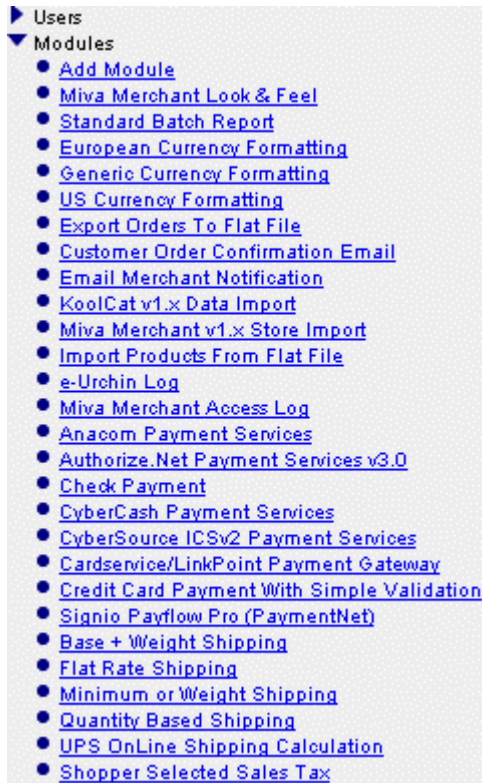 Users
Modules
Add Module
Miva Merchant Look & Feel
Standard Batch Report
European Currency Formatting
Generic Currency Formatting
US Currency Formatting
Export Orders To Flat File
Customer Order Confirmation Email
Email Merchant Notification
KoolCat v1.x Data Import
Miva Merchant v1.x Store Import
Import Products From Flat File
e-Urchin Log
Miva Merchant Access Log
Anacom Payment Services
Authorize.Net Payment Services v3.0
Check Payment
CyberCash Payment Services
CyberSource ICSv2 Payment Services
Cardservice/LinkPoint Payment Gateway
Credit Card Payment With Simple Validation
Signio Payflow Pro (PaymentNet)
Base + Weight Shipping
Flat Rate Shipping
Minimum or Weight Shipping
Quantity Based Shipping
UPS OnLine Shipping Calculation
Shopper Selected Sales Tax